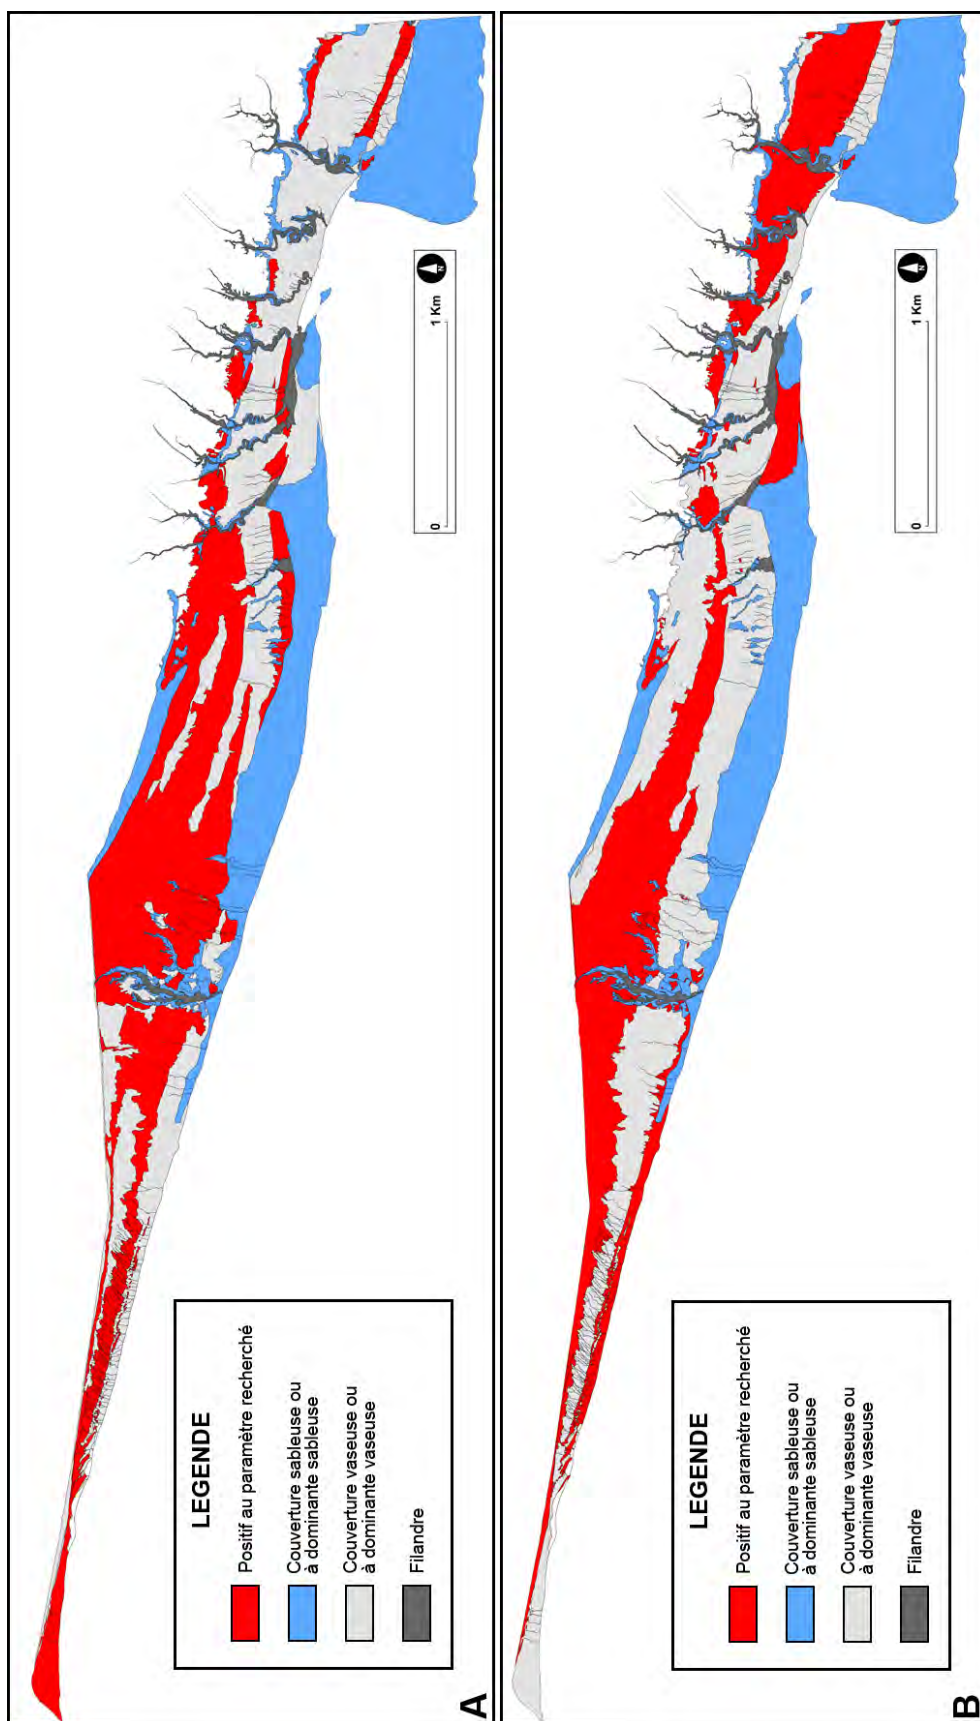 A
LEGENDE
Positif au paramètre recherché
Couverture sableuse ou
à dominante sableuse
Couverture vaseuse ou
à dominante vaseuse
Filandre
0
1 Km
N
B
LEGENDE
Positif au paramètre recherché
Couverture sableuse ou
à dominante sableuse
Couverture vaseuse ou
à dominante vaseuse
Filandre
0
1 Km
N